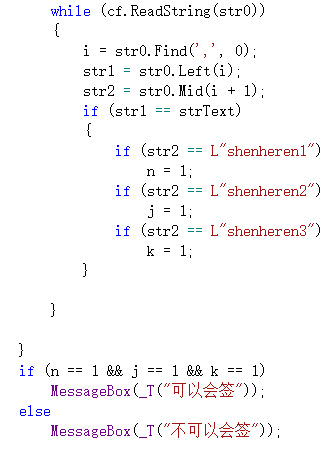 while (cf.ReadString(str0))
{
i = str0.Find(',', 0);
str1 = str0.Left(i);
str2 = str0.Mid(i + 1);
if (str1 == strText)
{
if (str2 == L"shenheren1")
n = 1;
if (str2 == L"shenheren2")
j = 1;
if (str2 == L"shenheren3")
k = 1;
}
}
}
if (n == 1 && j == 1 && k == 1)
MessageBox(_T("可以会签"));
else
MessageBox(_T("不可以会签"));